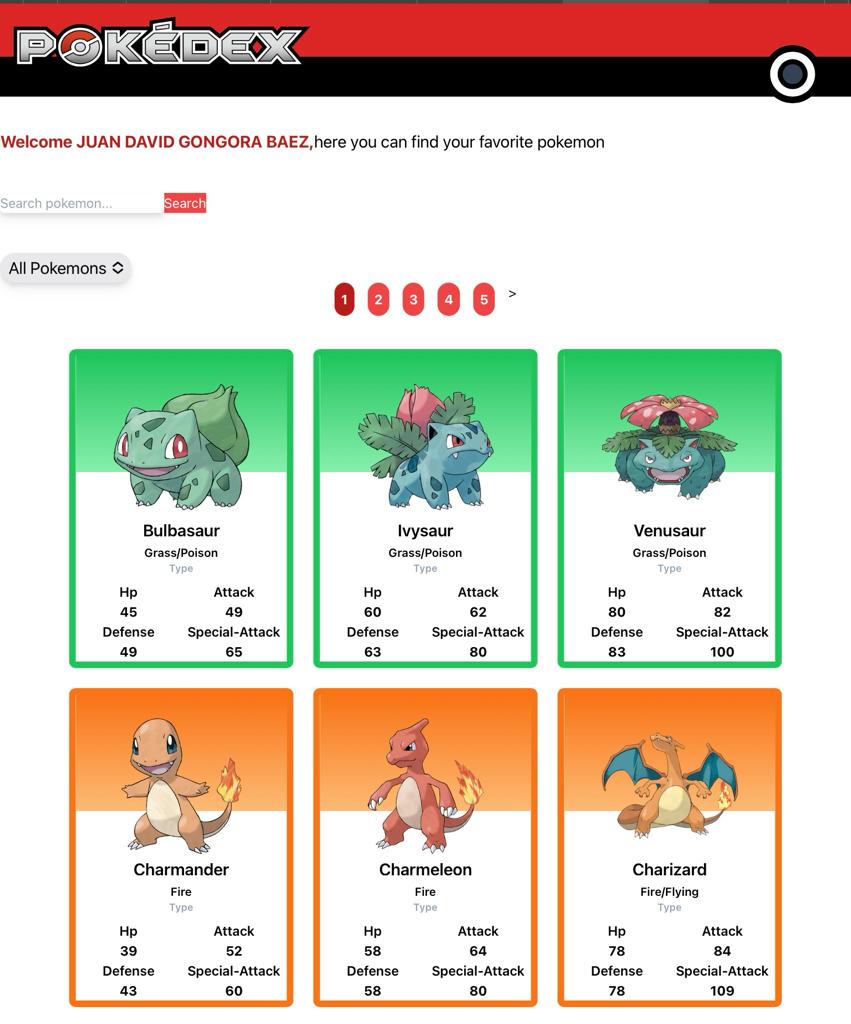 POKÉDEX
Welcome JUAN DAVID GONGORA BAEZ,here you can find your favorite pokemon
Search pokemon... Search
All Pokemons
1 2 3 4 5 >
Bulbasaur
Grass/Poison
Type
Hp Attack
45 49
Defense Special-Attack
49 65
Ivysaur
Grass/Poison
Type
Hp Attack
60 62
Defense Special-Attack
63 80
Venusaur
Grass/Poison
Type
Hp Attack
80 82
Defense Special-Attack
83 100
Charmander
Fire
Type
Hp Attack
39 52
Defense Special-Attack
43 60
Charmeleon
Fire
Type
Hp Attack
58 64
Defense Special-Attack
58 80
Charizard
Fire/Flying
Type
Hp Attack
78 84
Defense Special-Attack
78 109